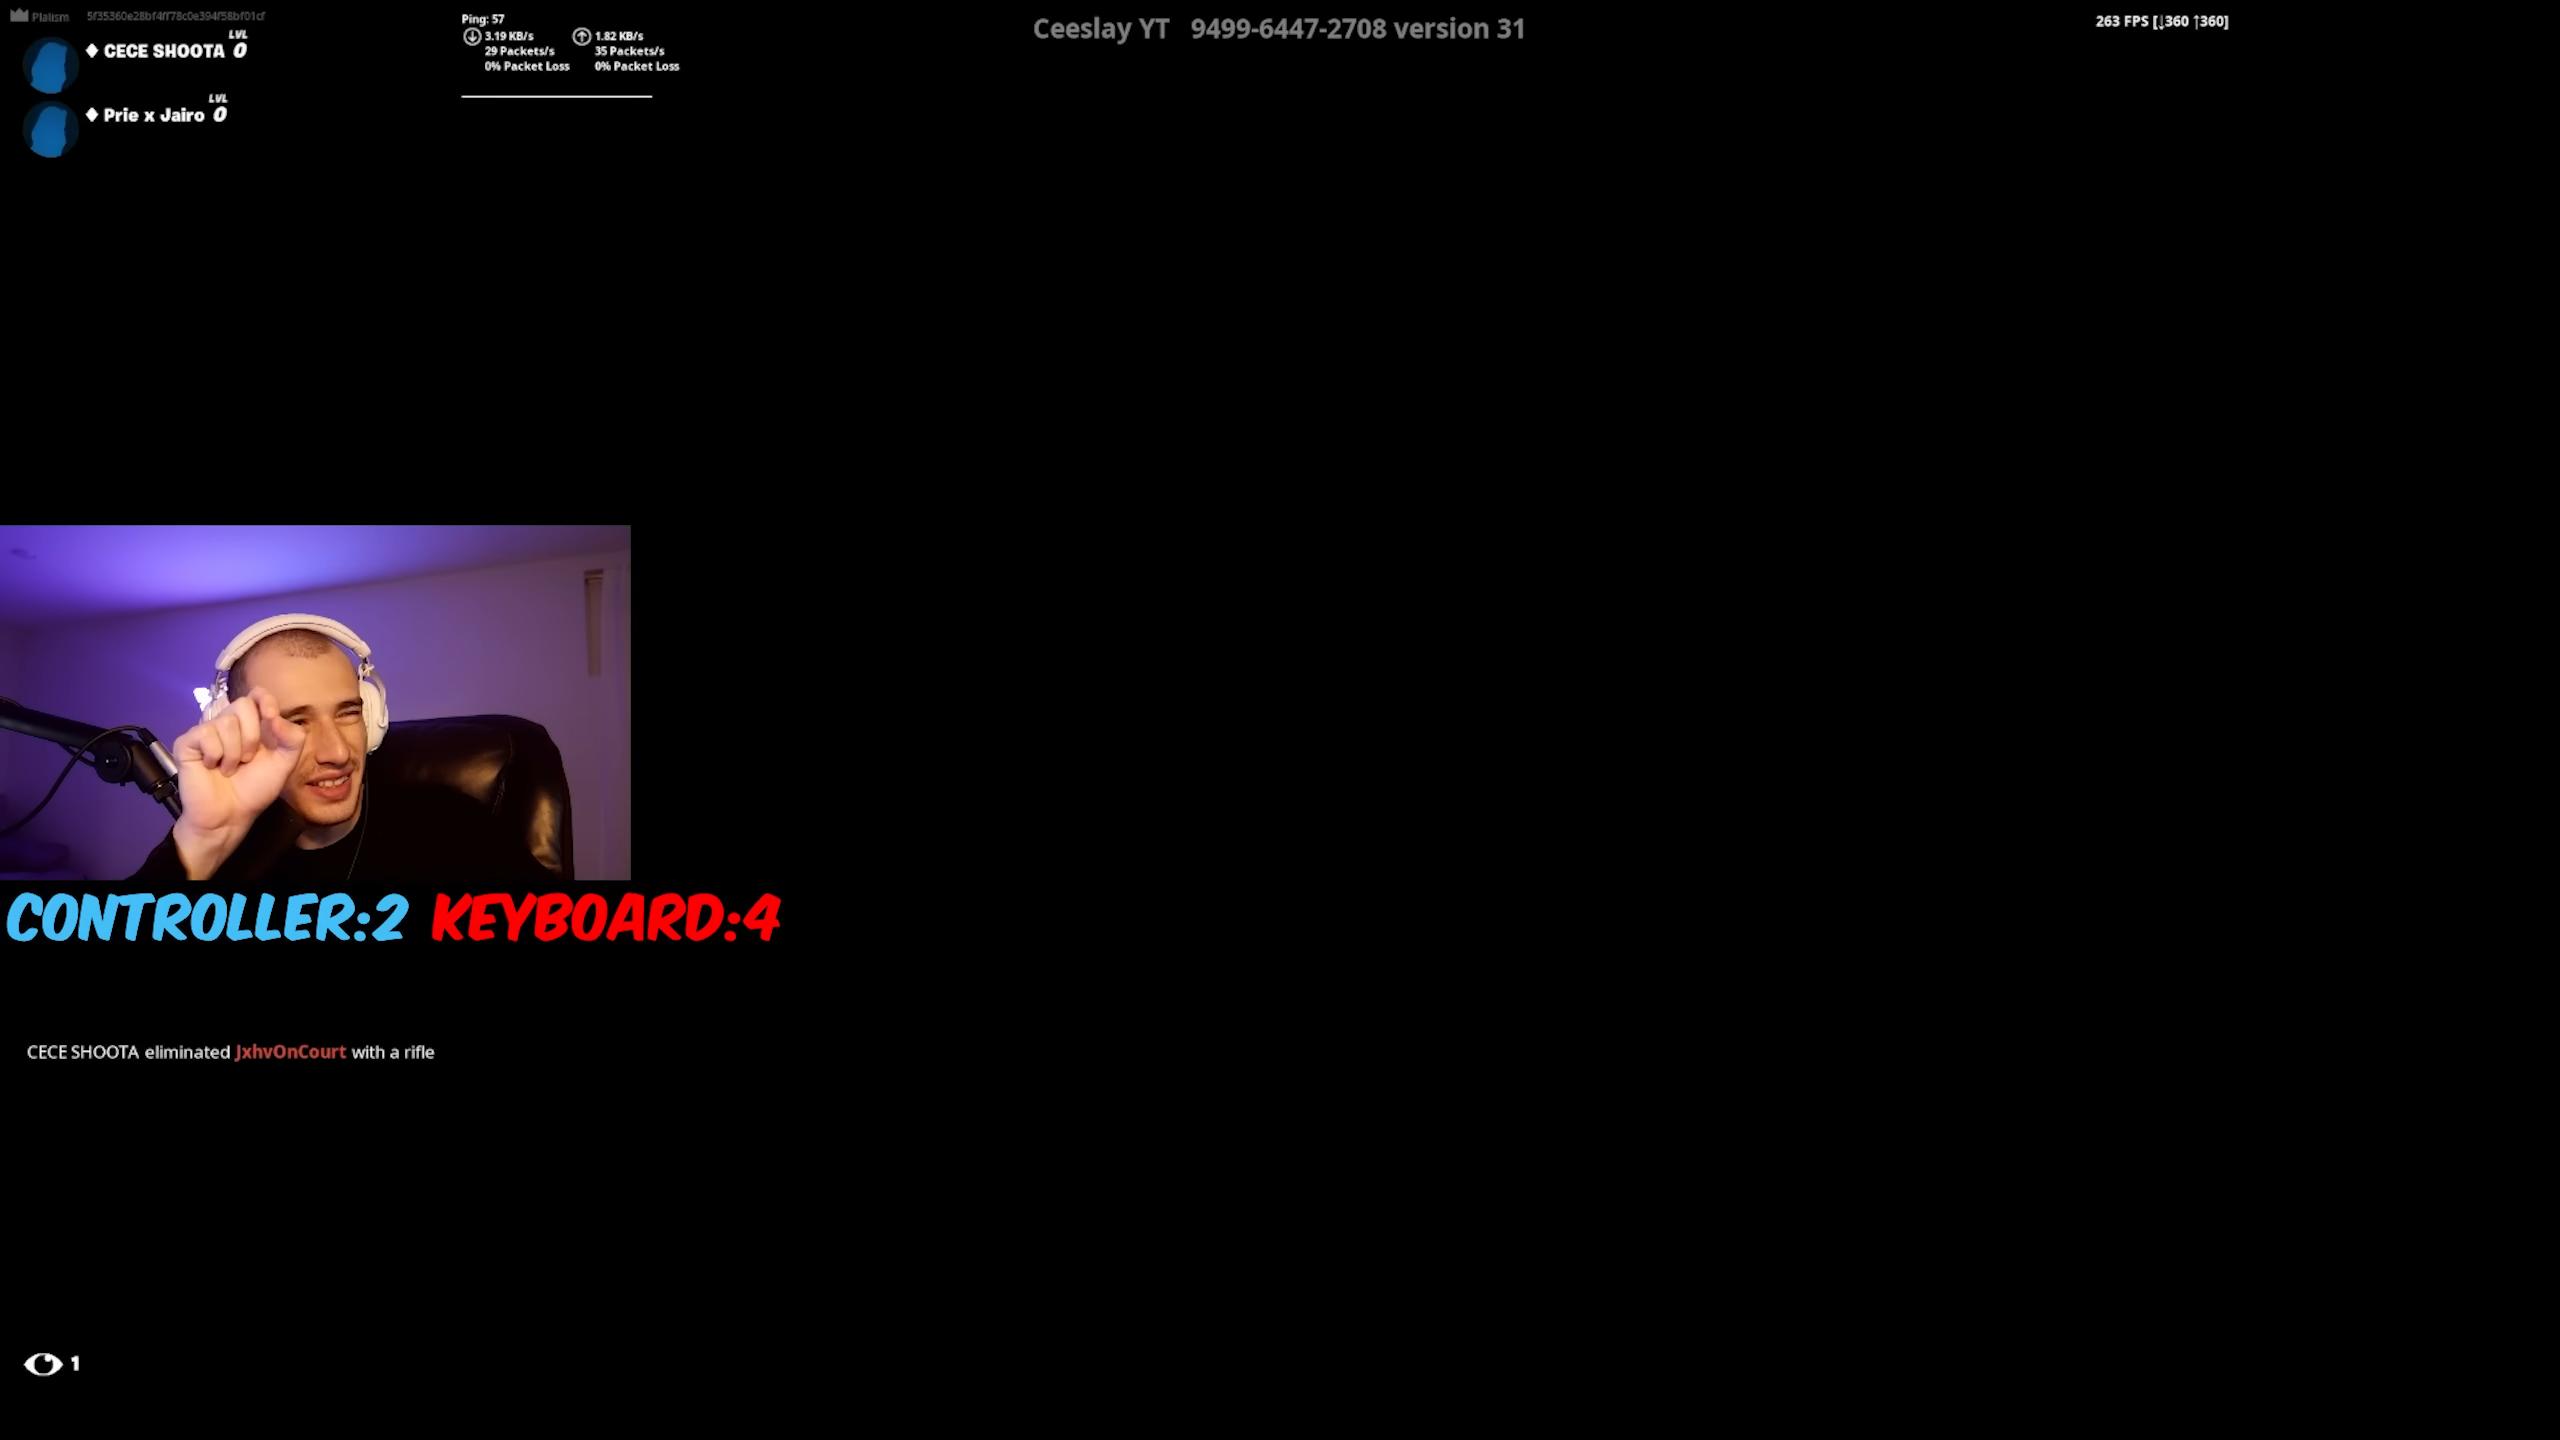 Platism 5f35360e28bf4ff78c0e394f58bf01cf
LVL
♦ CECE SHOOTA 0
LVL
♦ Prie x Jairo 0
Ping: 57
3.19 KB/s 1.82 KB/s
29 Packets/s 35 Packets/s
0% Packet Loss 0% Packet Loss
Ceeslay YT 9499-6447-2708 version 31
263 FPS [↓360 ↑360]
CONTROLLER:2 KEYBOARD:4
CECE SHOOTA eliminated JxhvOnCourt with a rifle
1